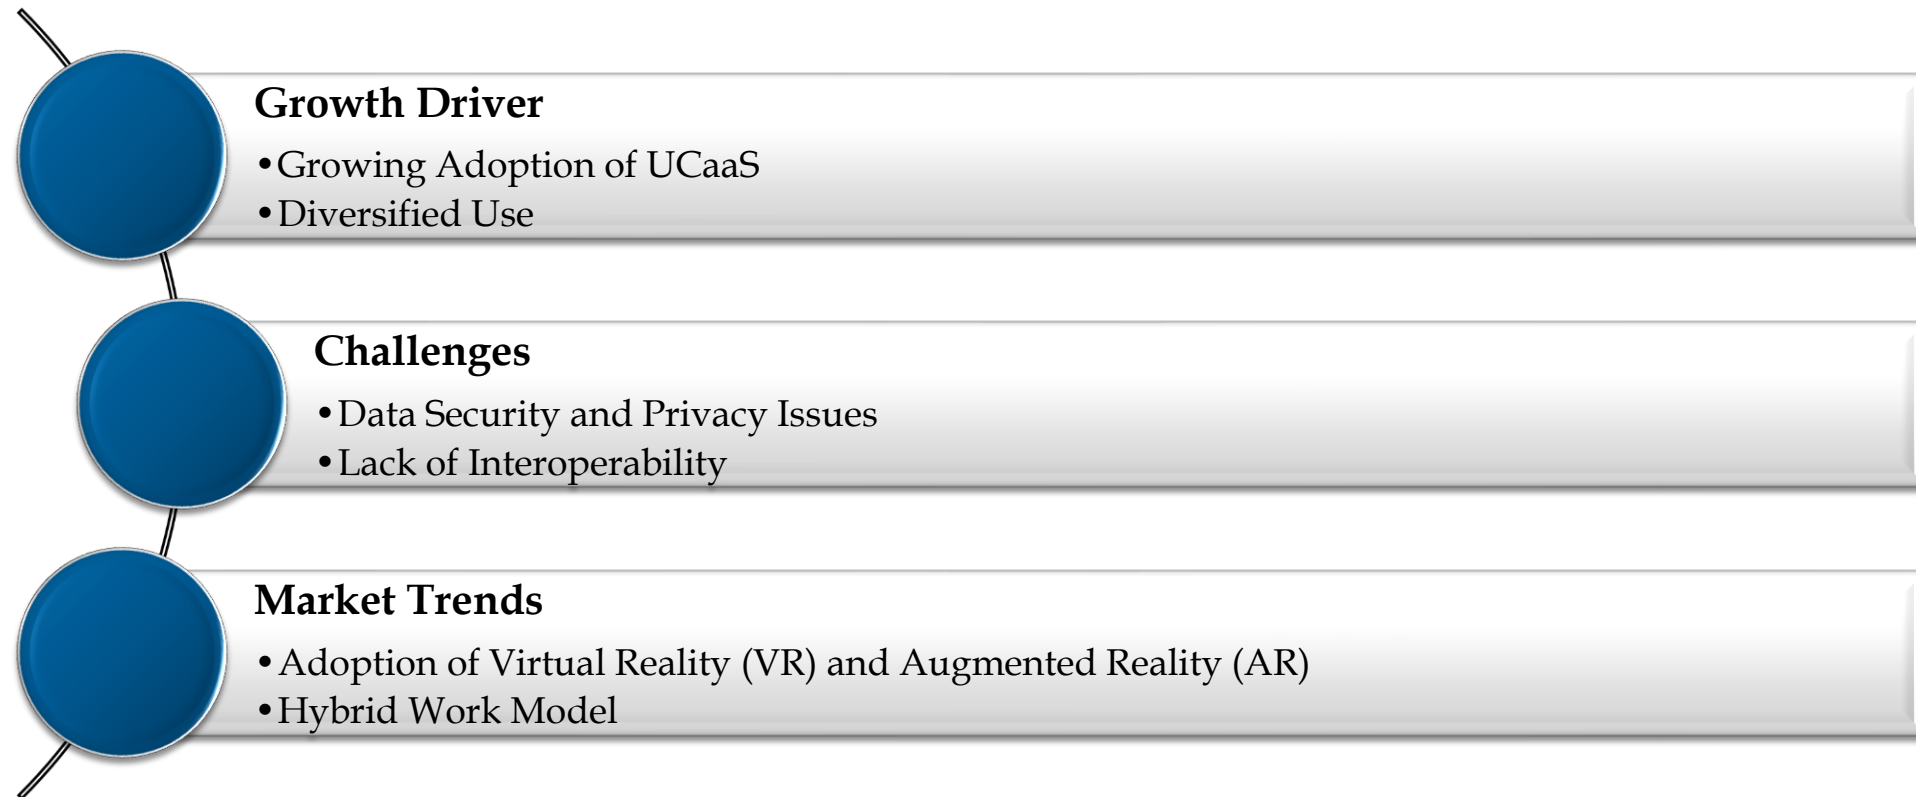 Growth Driver
•Growing Adoption of UCaaS
•Diversified Use
Challenges
•Data Security and Privacy Issues
•Lack of Interoperability
Market Trends
•Adoption of Virtual Reality (VR) and Augmented Reality (AR)
•Hybrid Work Model